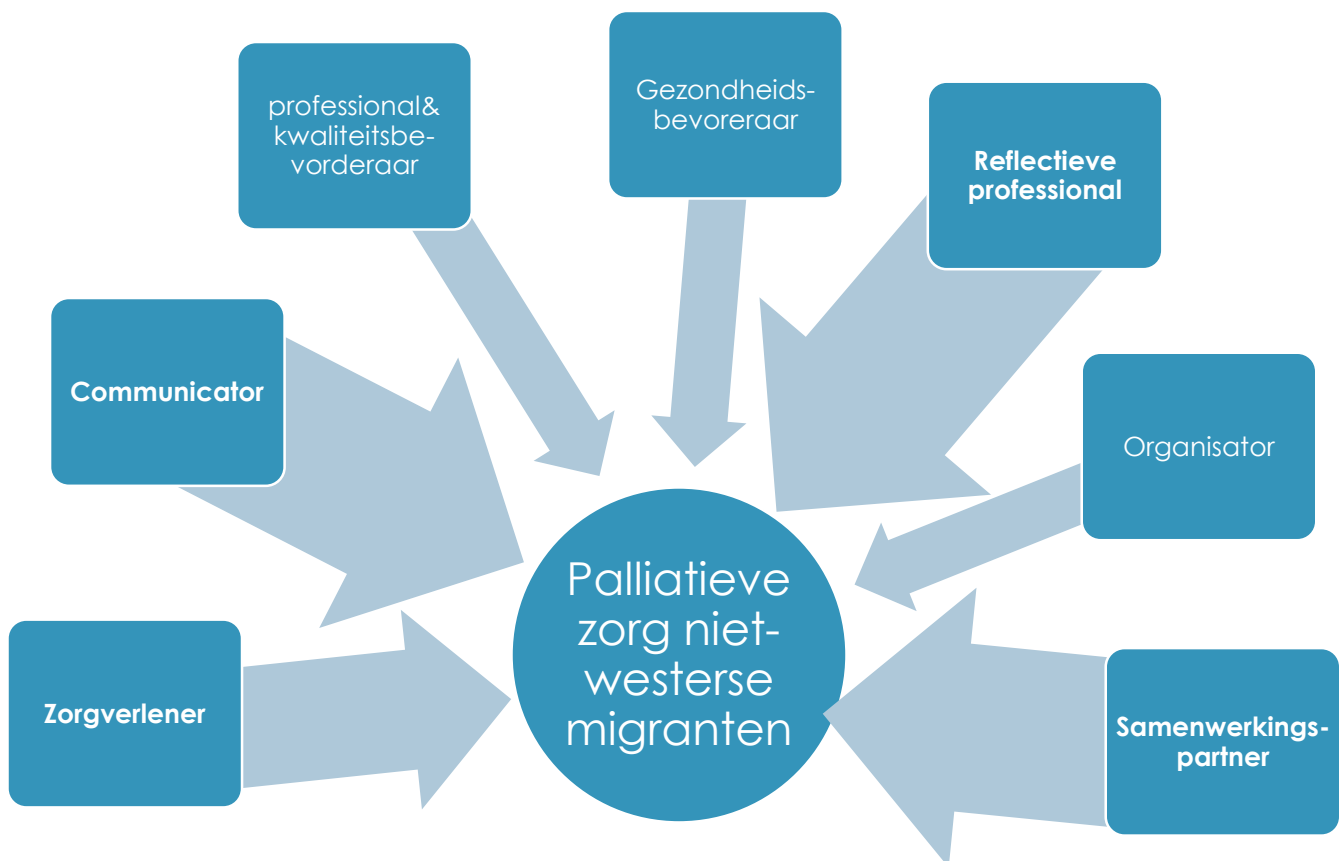 professional&
kwaliteitsbe-
vorderaar
Gezondheids-
bevoreraar
Reflectieve
professional
Communicator
Organisator
Palliatieve
zorg niet-
westerse
migranten
Zorgverlener
Samenwerkings-
partner